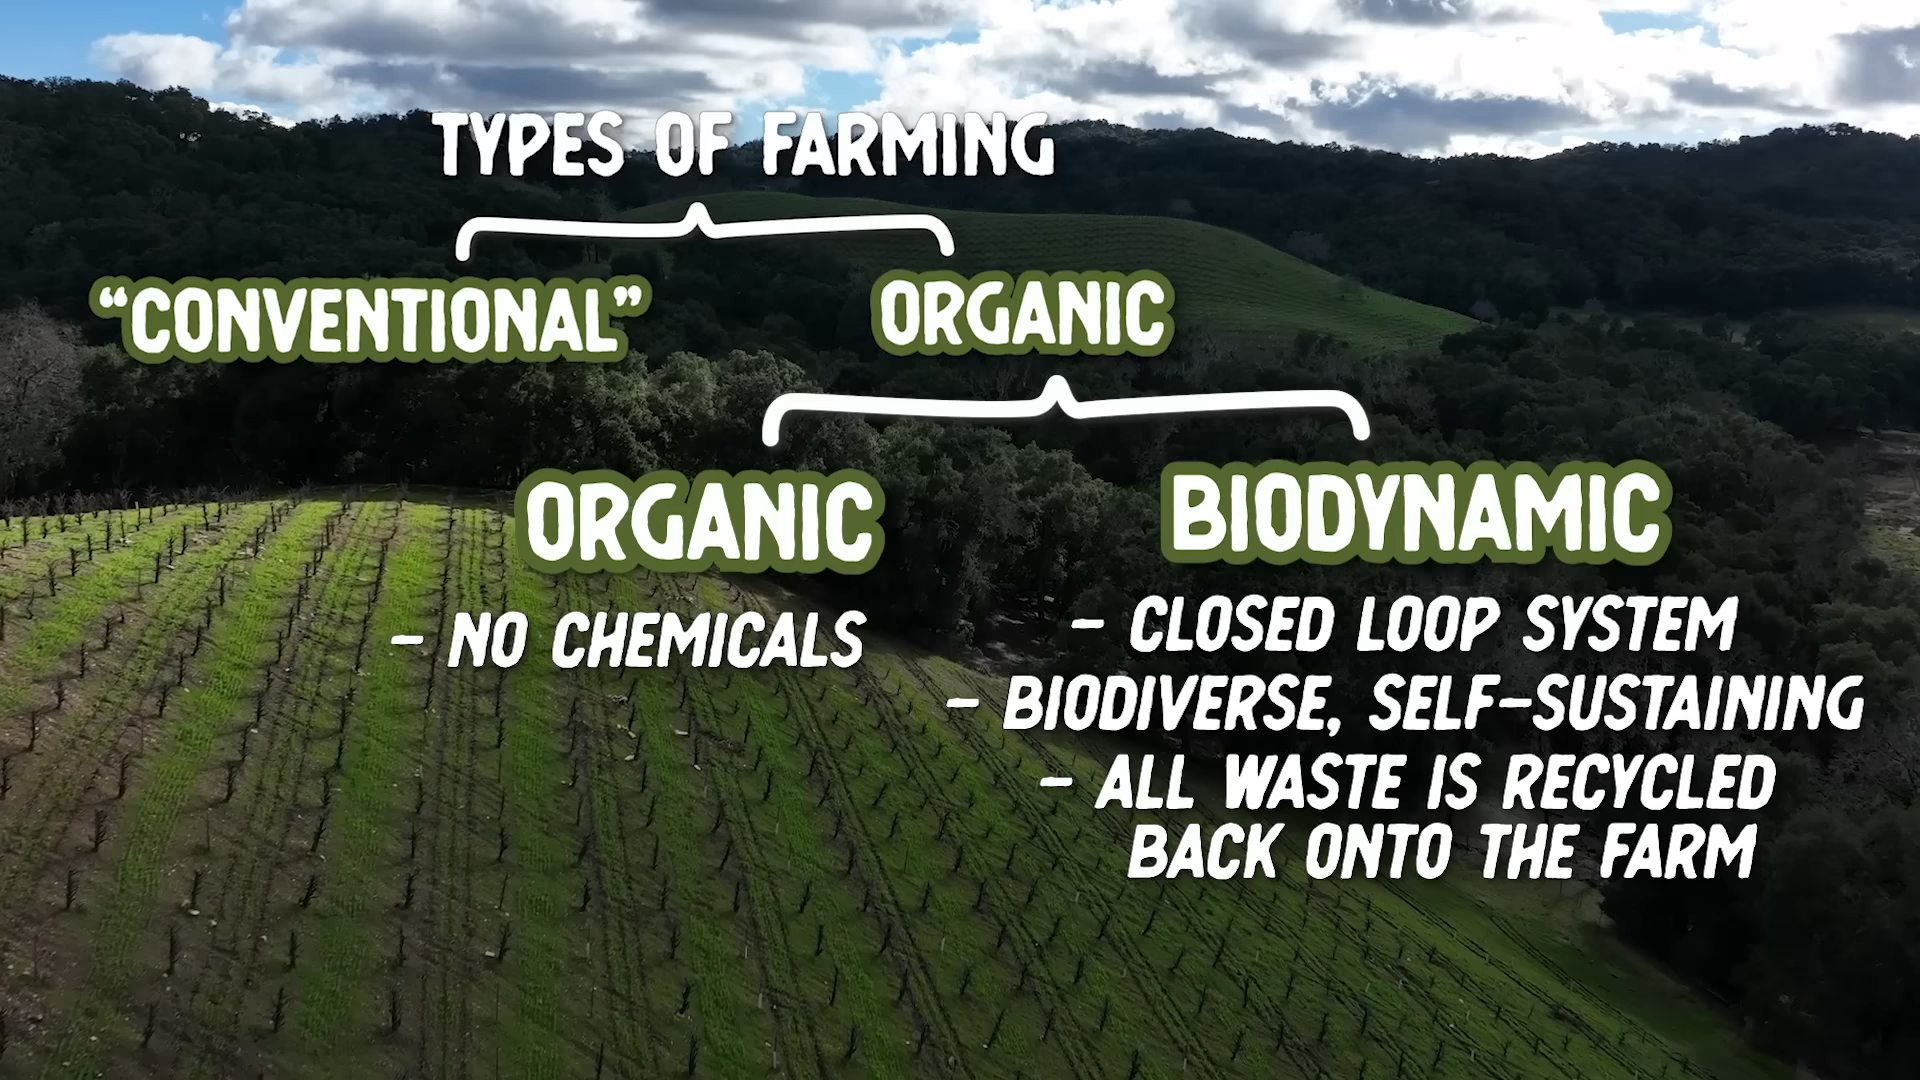 TYPES OF FARMING
“CONVENTIONAL”
ORGANIC
ORGANIC
BIODYNAMIC
- NO CHEMICALS
- CLOSED LOOP SYSTEM
- BIODIVERSE, SELF-SUSTAINING
- ALL WASTE IS RECYCLED
BACK ONTO THE FARM